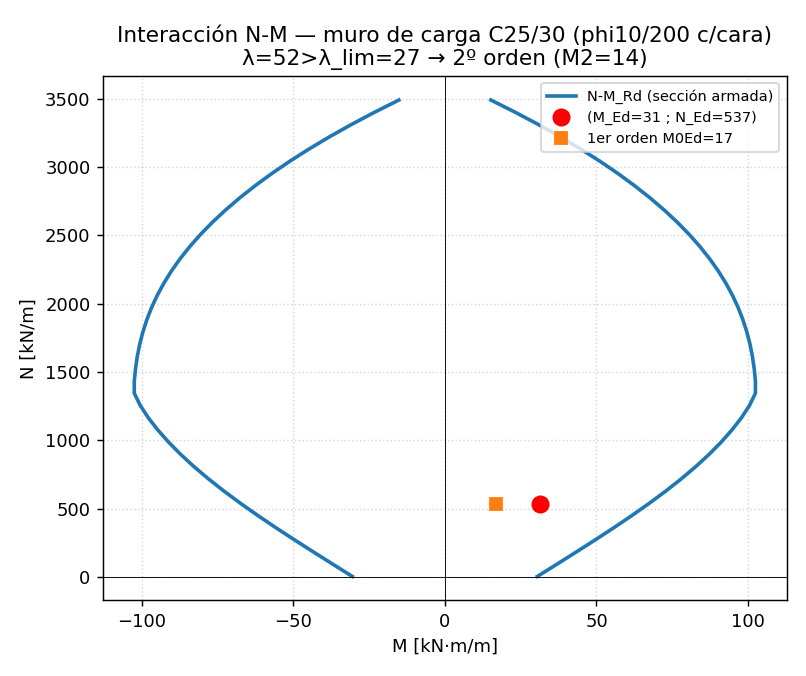 Interacción N-M — muro de carga C25/30 (phi10/200 c/cara)
λ=52>λ_lim=27 → 2º orden (M2=14)
N-M_Rd (sección armada)
(M_Ed=31 ; N_Ed=537)
1er orden M0Ed=17
N [kN/m]
3500
3000
2500
2000
1500
1000
500
0
−100
−50
0
50
100
M [kN·m/m]